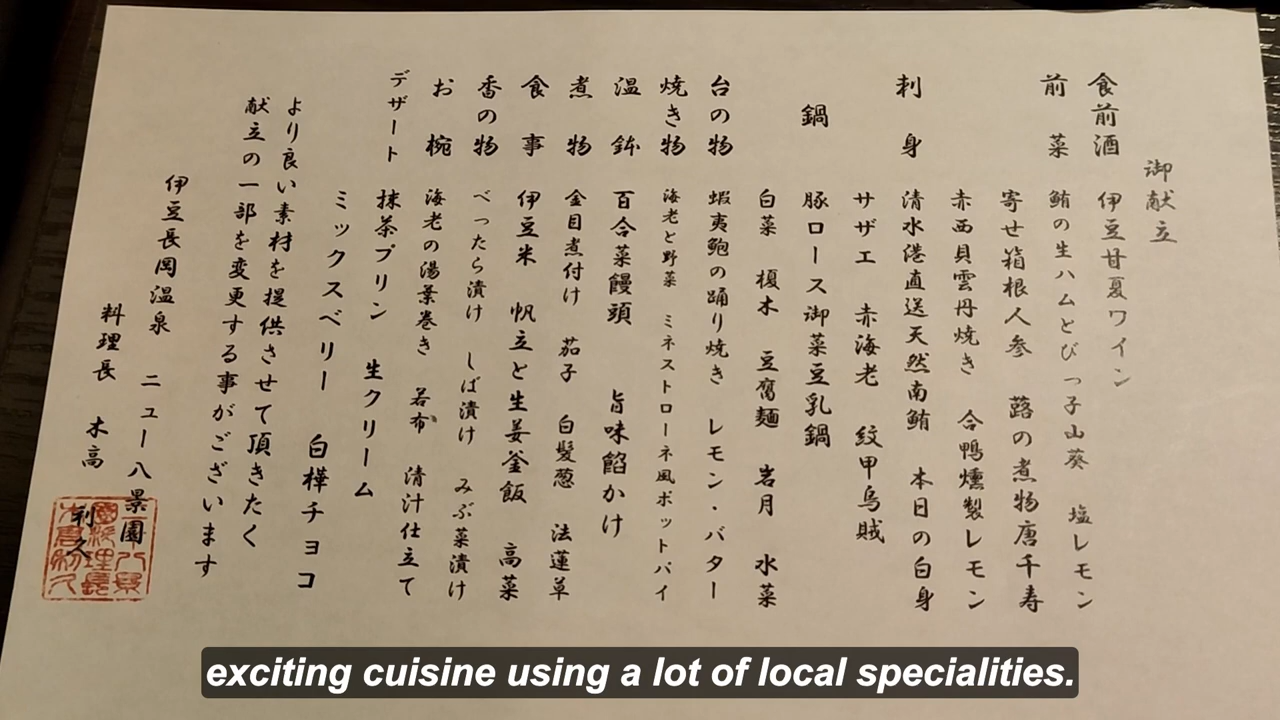 御献立
食前酒 伊豆甘夏ワイン
前菜 鮪の生ハムとびっ子山葵 塩レモン
寄せ箱根人参 蕗の煮物唐千寿
赤西貝雲丹焼き 合鴨燻製レモン
刺身 清水港直送天然南鮪 本日の白身
サザエ 赤海老 紋甲烏賊
鍋 豚ロース御菜豆乳鍋
白菜 榎木 豆腐麺 岩月 水菜
台の物 蝦夷鮑の踊り焼き レモン・バター
焼き物 海老と野菜 ミネストローネ風ポットパイ
温鉢 百合菜饅頭 旨味餡かけ
煮物 金目煮付け 茄子 白髪葱 法蓮草
食事 伊豆米 帆立と生姜釜飯 高菜
香の物 べったら漬け しば漬け みぶ菜漬け
お椀 海老の湯葉巻き 若布 清汁仕立て
デザート 抹茶プリン 生クリーム
ミックスベリー 白樺チョコ
より良い素材を提供させて頂きたく
献立の一部を変更する事がございます
伊豆長岡温泉 ニュー八景園
料理長 木高 利久
exciting cuisine using a lot of local specialities.